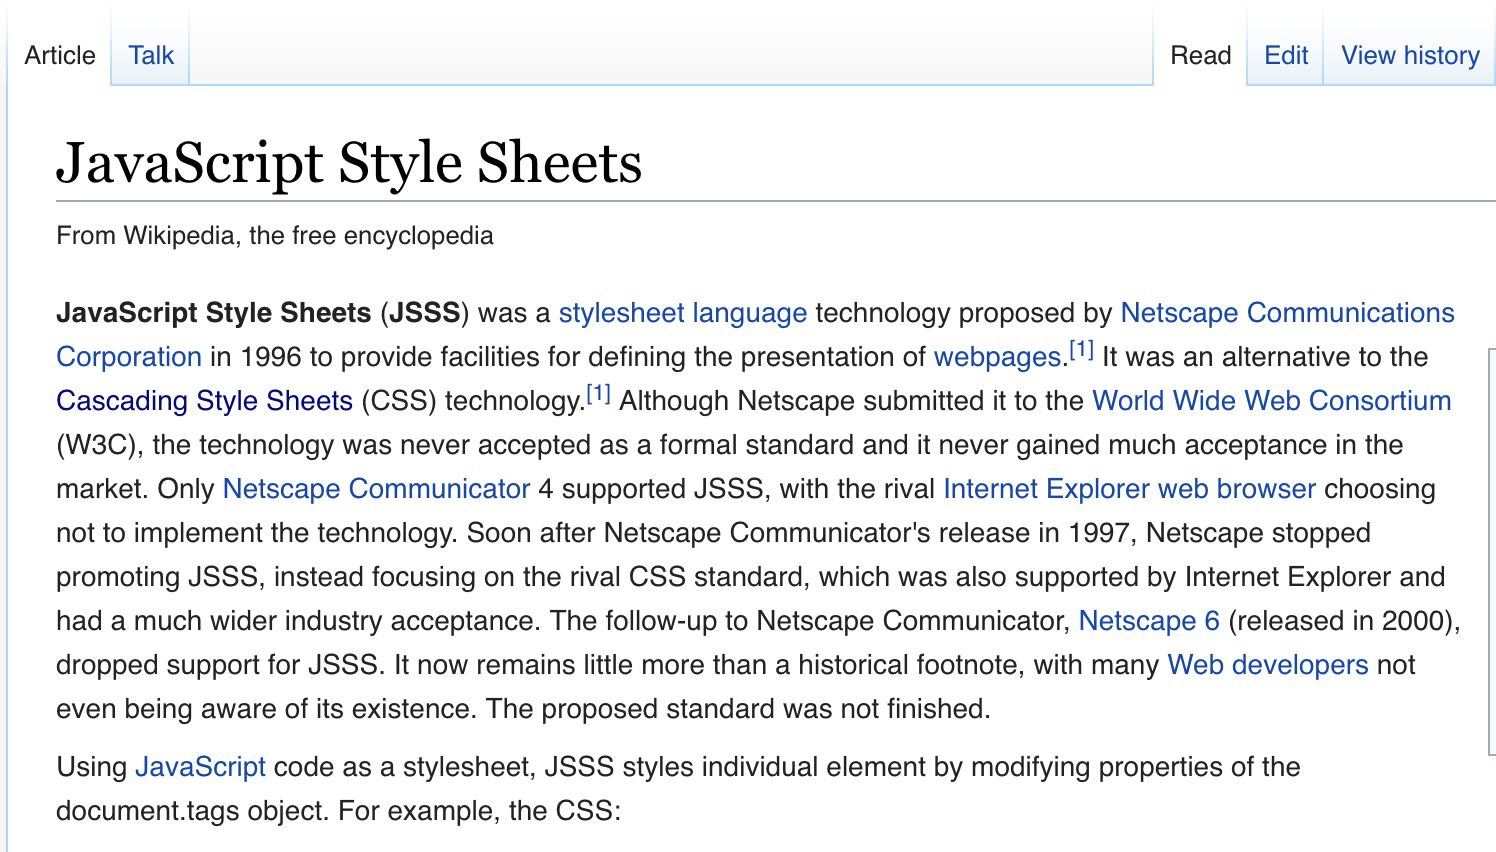 Article Talk Read Edit View history
JavaScript Style Sheets
From Wikipedia, the free encyclopedia
JavaScript Style Sheets (JSSS) was a stylesheet language technology proposed by Netscape Communications
Corporation in 1996 to provide facilities for defining the presentation of webpages.[1] It was an alternative to the
Cascading Style Sheets (CSS) technology.[1] Although Netscape submitted it to the World Wide Web Consortium
(W3C), the technology was never accepted as a formal standard and it never gained much acceptance in the
market. Only Netscape Communicator 4 supported JSSS, with the rival Internet Explorer web browser choosing
not to implement the technology. Soon after Netscape Communicator's release in 1997, Netscape stopped
promoting JSSS, instead focusing on the rival CSS standard, which was also supported by Internet Explorer and
had a much wider industry acceptance. The follow-up to Netscape Communicator, Netscape 6 (released in 2000),
dropped support for JSSS. It now remains little more than a historical footnote, with many Web developers not
even being aware of its existence. The proposed standard was not finished.
Using JavaScript code as a stylesheet, JSSS styles individual element by modifying properties of the
document.tags object. For example, the CSS: